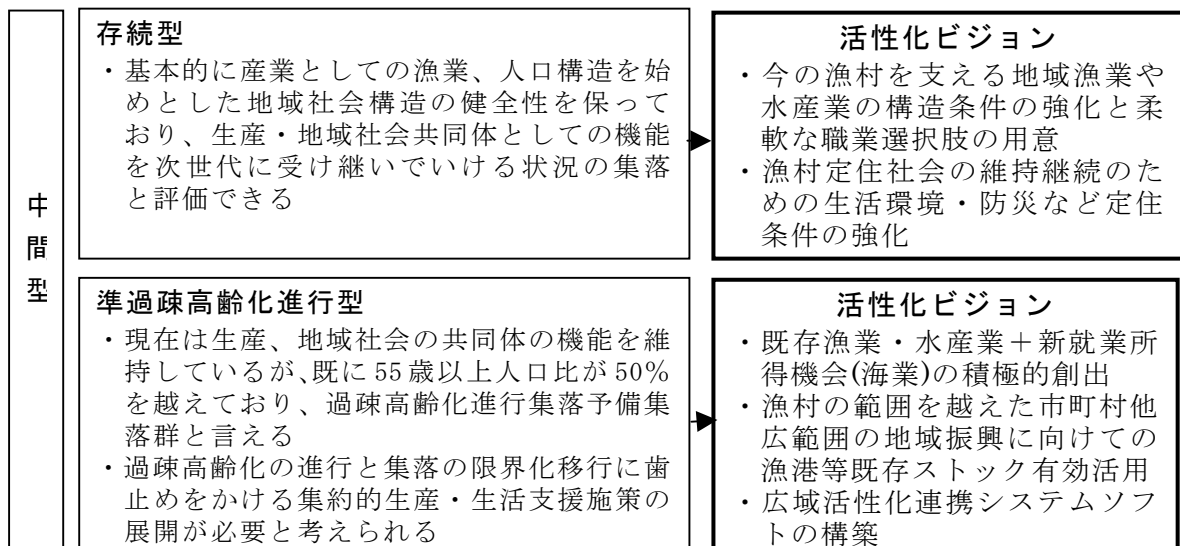 中間型
存続型
・基本的に産業としての漁業、人口構造を始
めとした地域社会構造の健全性を保って
おり、生産・地域社会共同体としての機能
を次世代に受け継いでいける状況の集落
と評価できる
活性化ビジョン
・今の漁村を支える地域漁業や
水産業の構造条件の強化と柔
軟な職業選択肢の用意
・漁村定住社会の維持継続のた
めの生活環境・防災など定住
条件の強化
準過疎高齢化進行型
・現在は生産、地域社会の共同体の機能を維
持しているが、既に 55 歳以上人口比が 50%
を越えており、過疎高齢化進行集落予備集
落群と言える
・過疎高齢化の進行と集落の限界化移行に歯
止めをかける集約的生産・生活支援施策の
展開が必要と考えられる
活性化ビジョン
・既存漁業・水産業＋新就業所
得機会(海業)の積極的創出
・漁村の範囲を越えた市町村他
広範囲の地域振興に向けての
漁港等既存ストック有効活用
・広域活性化連携システムソフ
トの構築